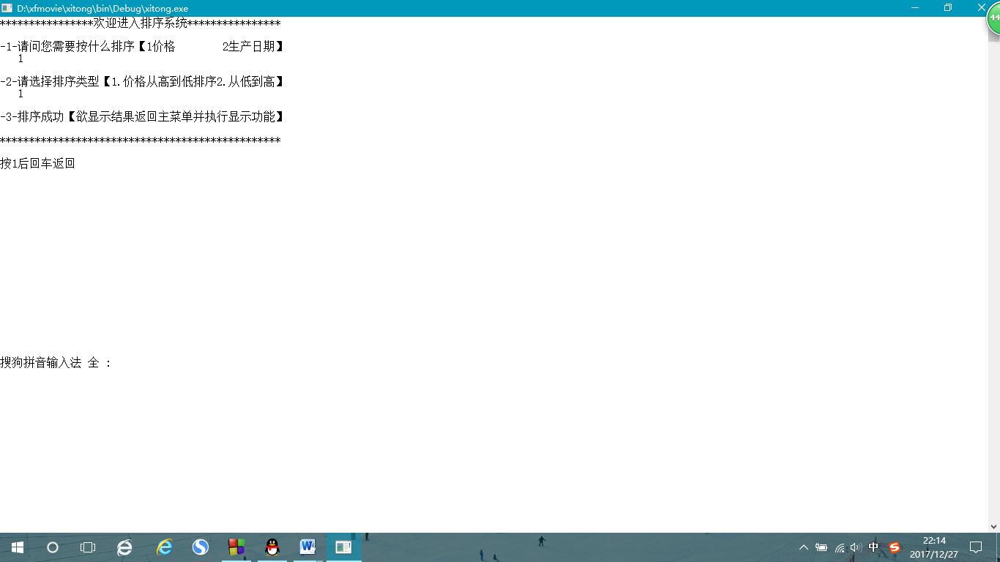 D:\xfmovie\xitong\bin\Debug\xitong.exe
44
****************欢迎进入排序系统****************
-1-请问您需要按什么排序【1价格        2生产日期】
1
-2-请选择排序类型【1.价格从高到低排序2.从低到高】
1
-3-排序成功【欲显示结果返回主菜单并执行显示功能】
************************************************
按1后回车返回
搜狗拼音输入法 全 :
中
22:14
2017/12/27